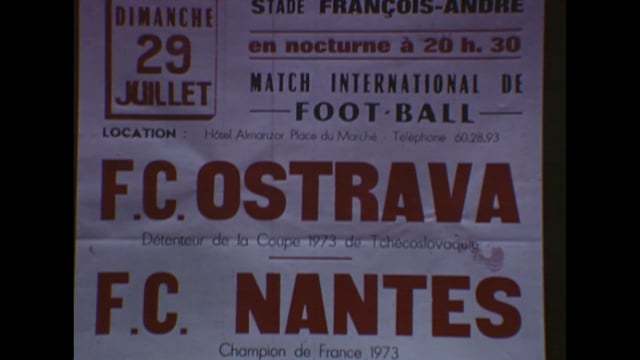 DIMANCHE
29
JUILLET
STADE FRANÇOIS-ANDRÉ
en nocturne à 20 h. 30
MATCH INTERNATIONAL DE
FOOT-BALL
LOCATION : Hôtel Almanzor Place du Marché - Téléphone 60.28.93
F.C. OSTRAVA
Détenteur de la Coupe 1973 de Tchécoslovaquie
F.C. NANTES
Champion de France 1973